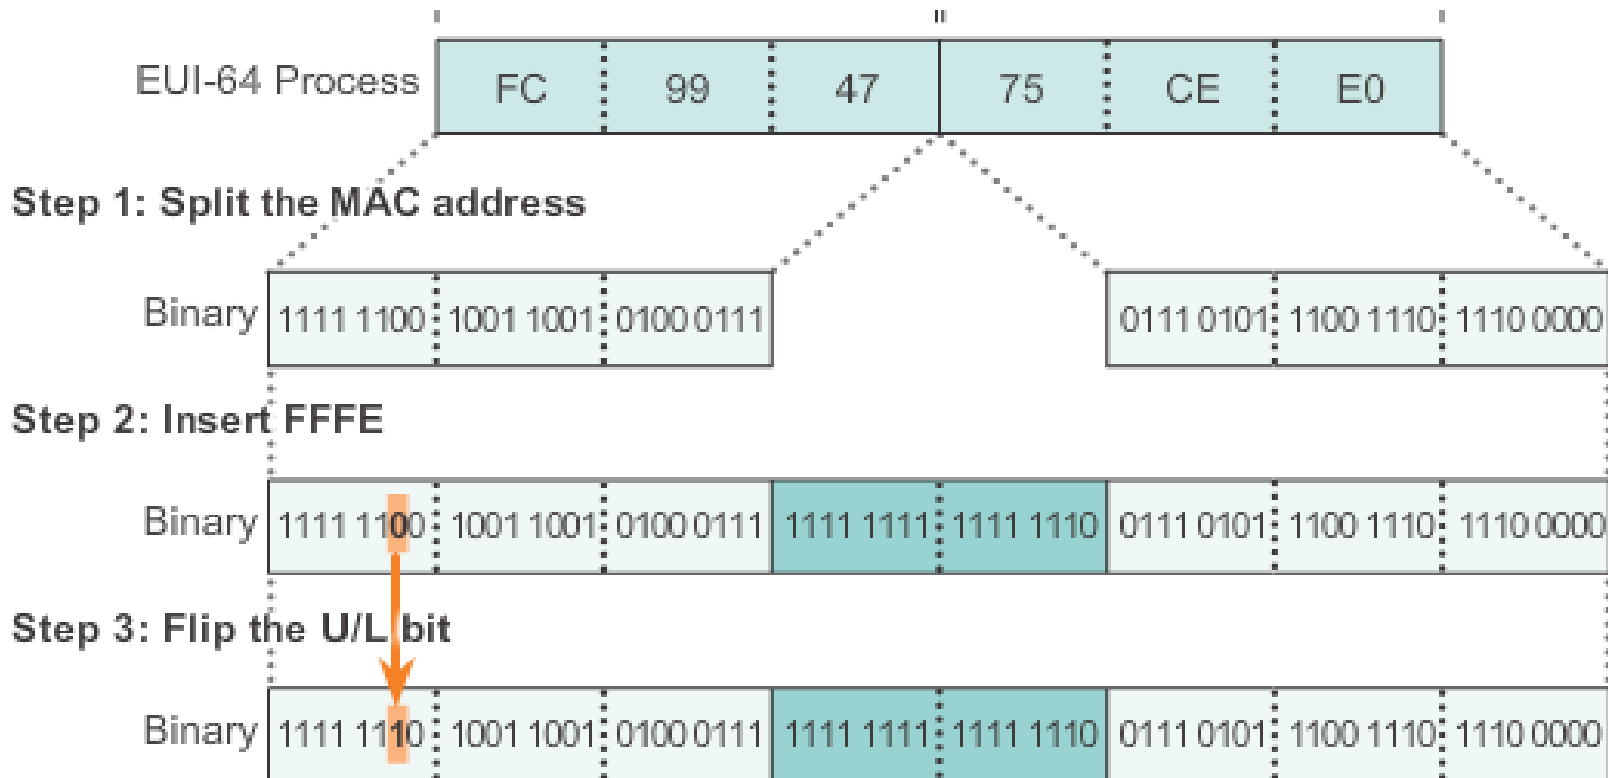 EUI-64 Process FC 99 47 75 CE E0
Step 1: Split the MAC address
Binary 1111 1100 1001 1001 0100 0111 0111 0101 1100 1110 1110 0000
Step 2: Insert FFFE
Binary 1111 1100 1001 1001 0100 0111 1111 1111 1111 1110 0111 0101 1100 1110 1110 0000
Step 3: Flip the U/L bit
Binary 1111 1110 1001 1001 0100 0111 1111 1111 1111 1110 0111 0101 1100 1110 1110 0000